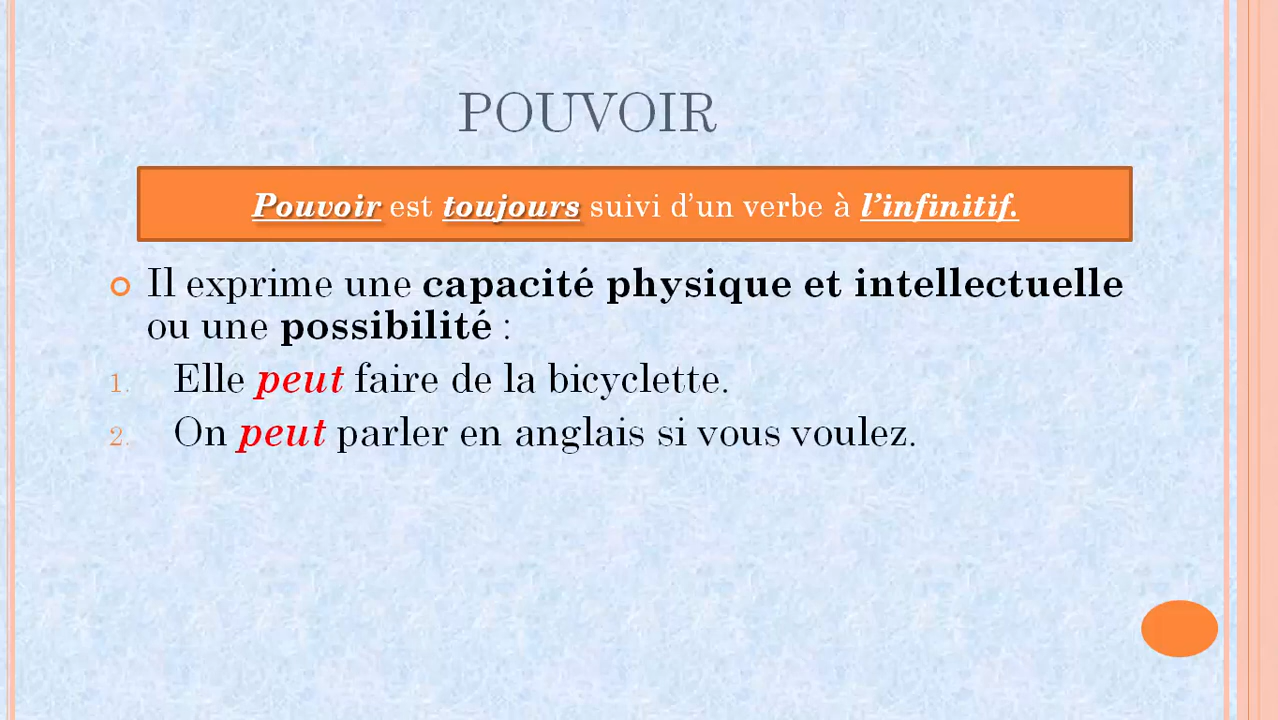 POUVOIR
Pouvoir est toujours suivi d’un verbe à l’infinitif.
Il exprime une capacité physique et intellectuelle
ou une possibilité :
1. Elle peut faire de la bicyclette.
2. On peut parler en anglais si vous voulez.